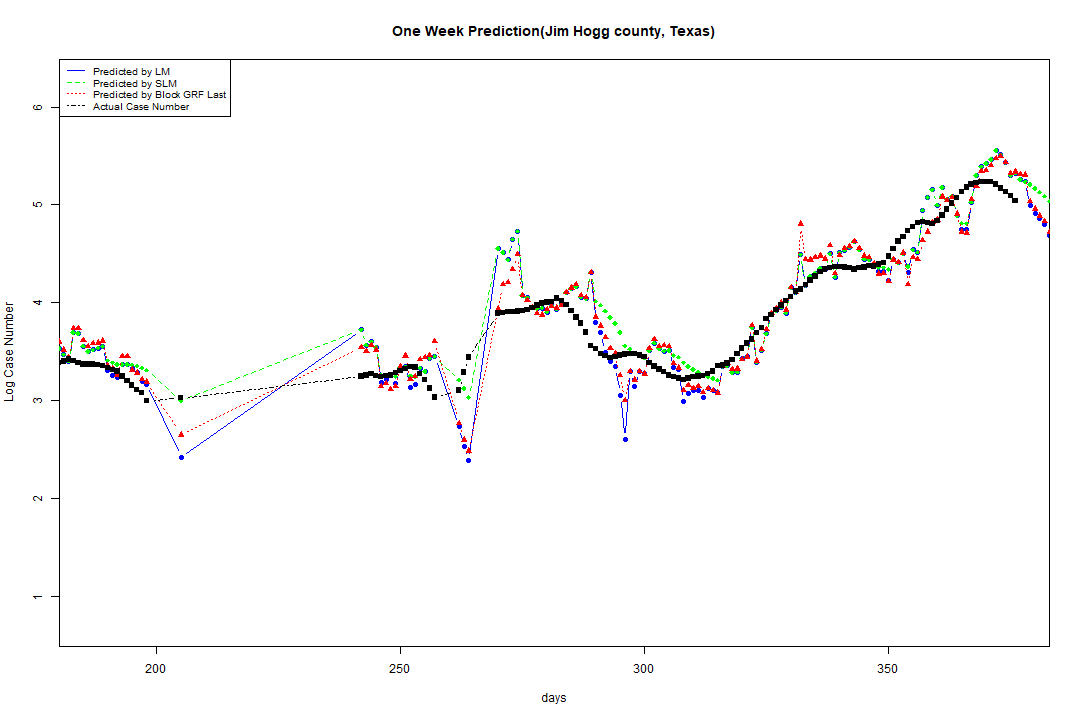 One Week Prediction(Jim Hogg county, Texas)
Predicted by LM
Predicted by SLM
Predicted by Block GRF Last
Actual Case Number
Log Case Number
6
5
4
3
2
1
200
250
300
350
days